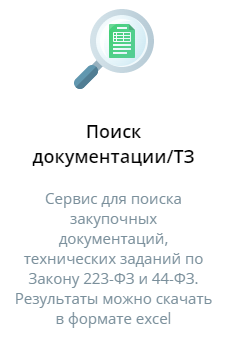 Поиск
документации/ТЗ
Сервис для поиска
закупочных
документаций,
технических заданий по
Закону 223-ФЗ и 44-ФЗ.
Результаты можно скачать
в формате excel